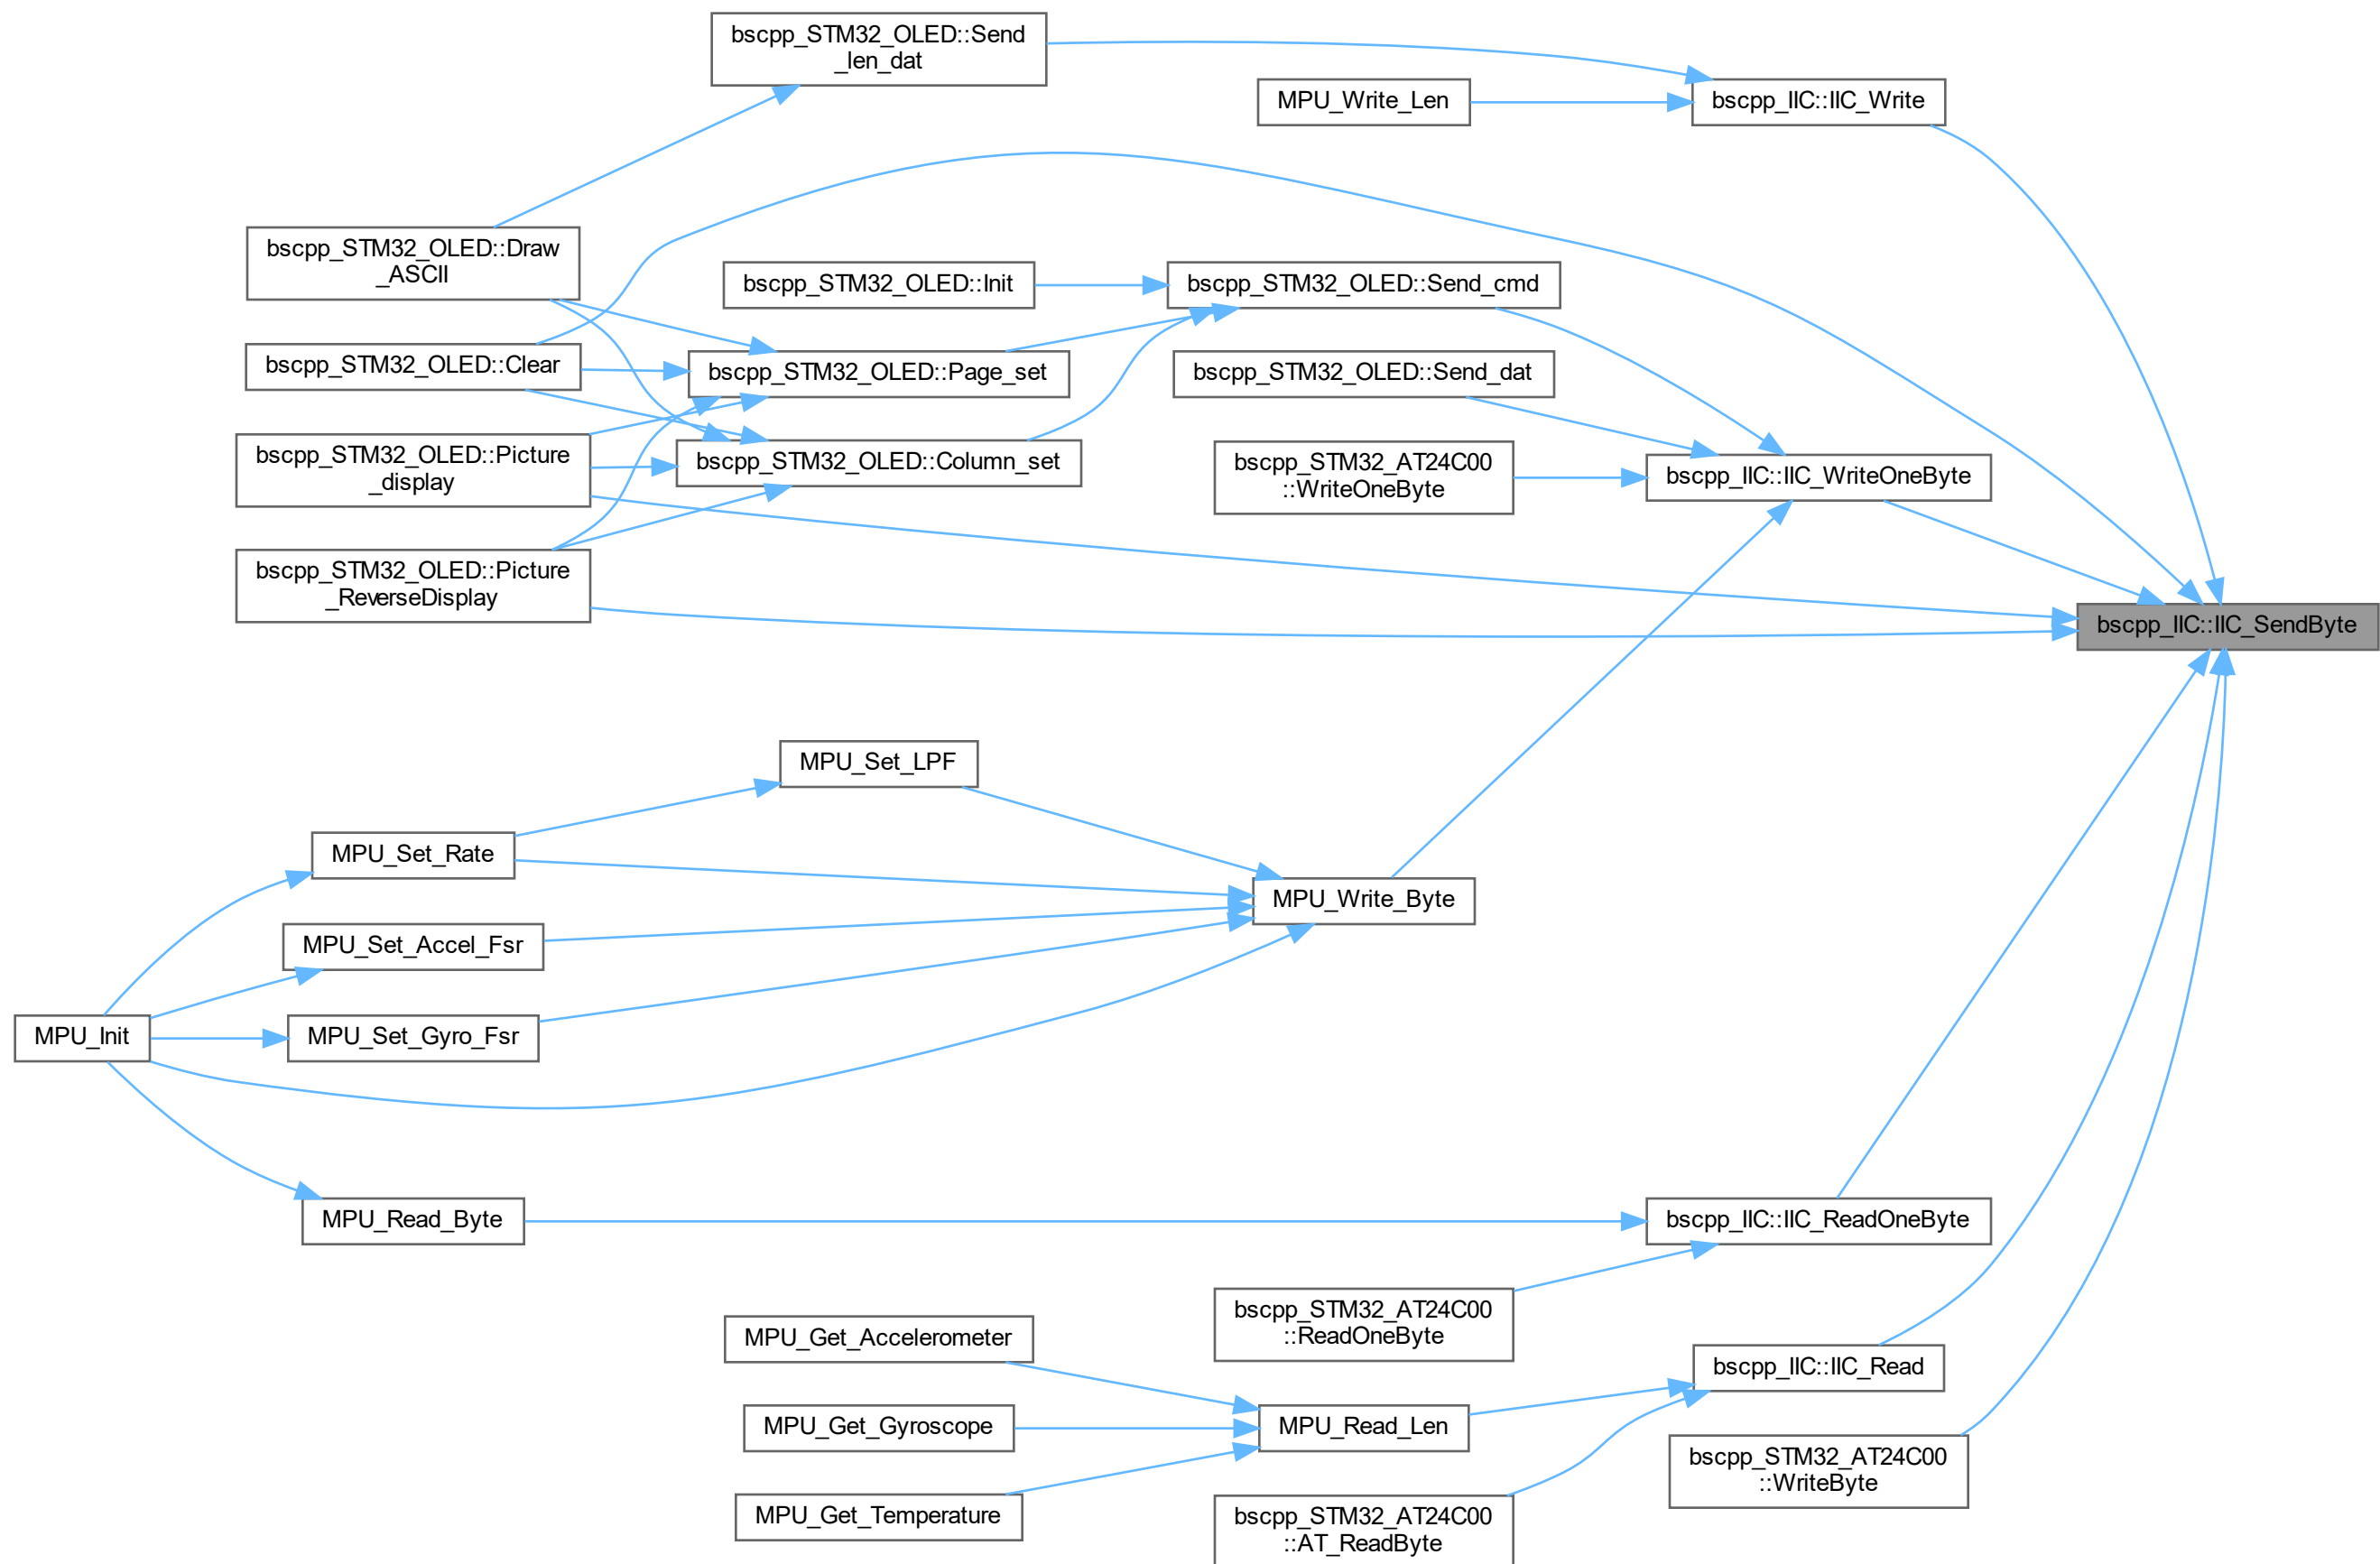 bscpp_STM32_OLED::Send
_len_dat
MPU_Write_Len
bscpp_IIC::IIC_Write
bscpp_STM32_OLED::Draw
_ASCII
bscpp_STM32_OLED::Init
bscpp_STM32_OLED::Send_cmd
bscpp_STM32_OLED::Clear
bscpp_STM32_OLED::Page_set
bscpp_STM32_OLED::Send_dat
bscpp_STM32_OLED::Picture
_display
bscpp_STM32_OLED::Column_set
bscpp_STM32_AT24C00
::WriteOneByte
bscpp_IIC::IIC_WriteOneByte
bscpp_STM32_OLED::Picture
_ReverseDisplay
bscpp_IIC::IIC_SendByte
MPU_Set_LPF
MPU_Set_Rate
MPU_Write_Byte
MPU_Set_Accel_Fsr
MPU_Init
MPU_Set_Gyro_Fsr
MPU_Read_Byte
bscpp_IIC::IIC_ReadOneByte
bscpp_STM32_AT24C00
::ReadOneByte
MPU_Get_Accelerometer
bscpp_IIC::IIC_Read
MPU_Get_Gyroscope
MPU_Read_Len
bscpp_STM32_AT24C00
::WriteByte
MPU_Get_Temperature
bscpp_STM32_AT24C00
::AT_ReadByte